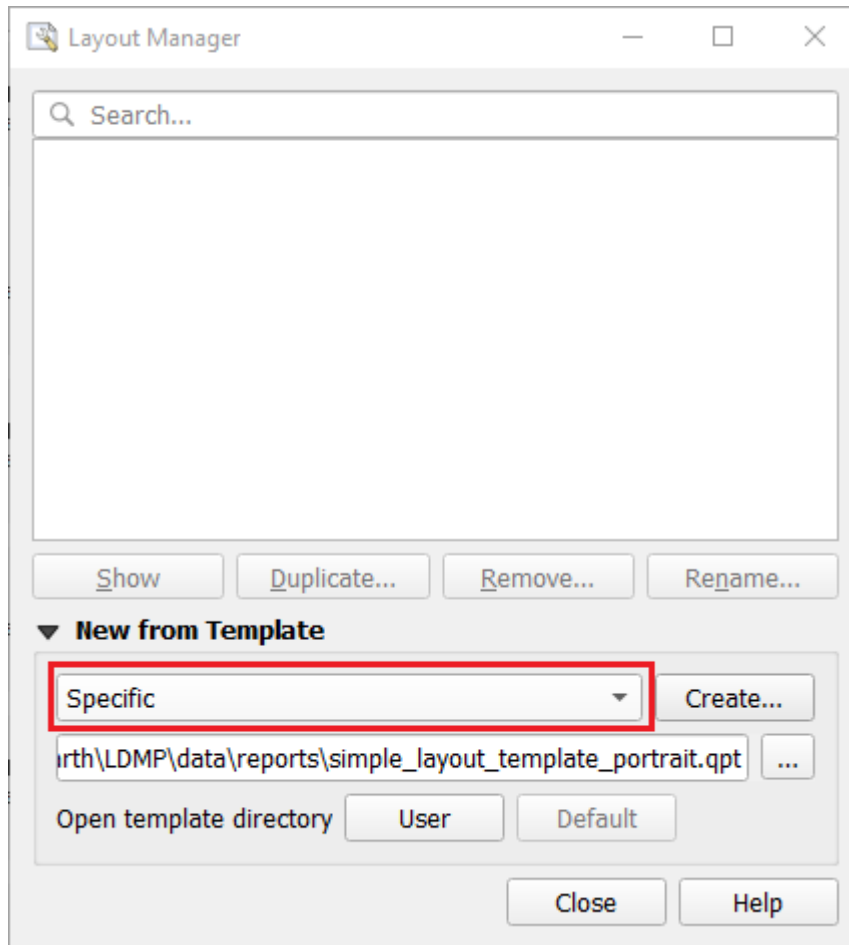 Layout Manager
Search...
Show Duplicate... Remove... Rename...
New from Template
Specific Create...
arth\LDMP\data\reports\simple_layout_template_portrait.qpt ...
Open template directory User Default
Close Help